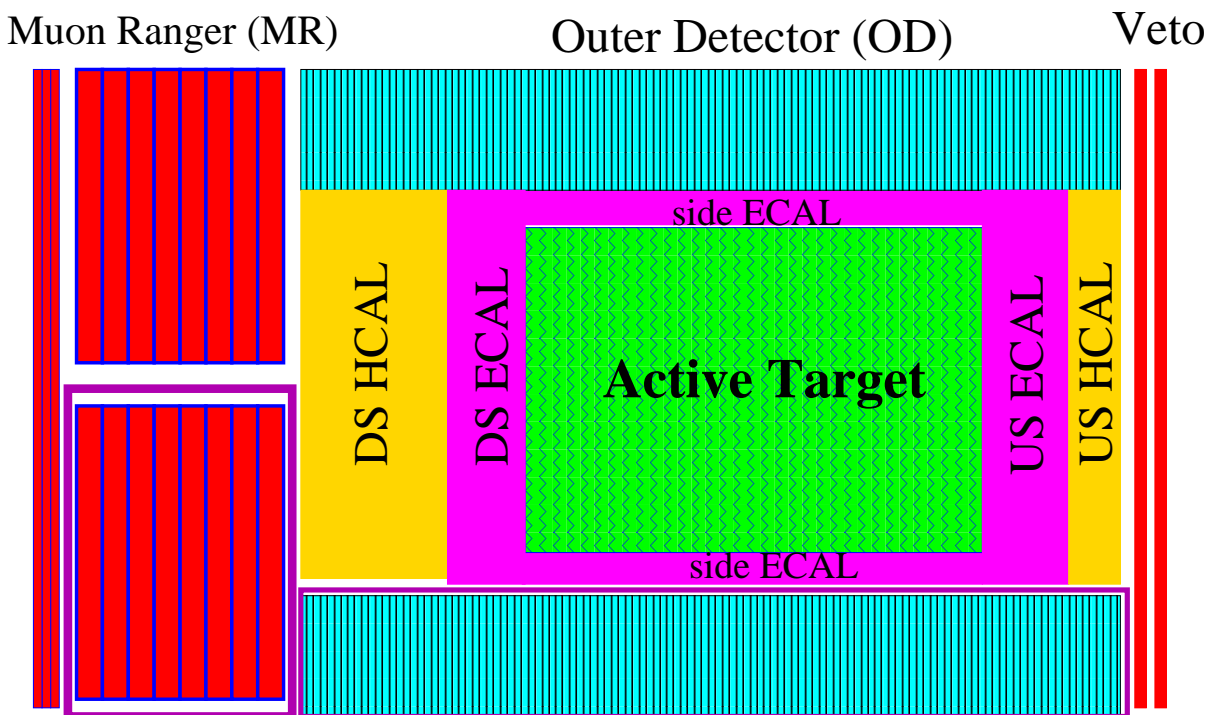 Muon Ranger (MR)
Outer Detector (OD)
Veto
side ECAL
DS HCAL
DS ECAL
Active Target
US ECAL
US HCAL
side ECAL